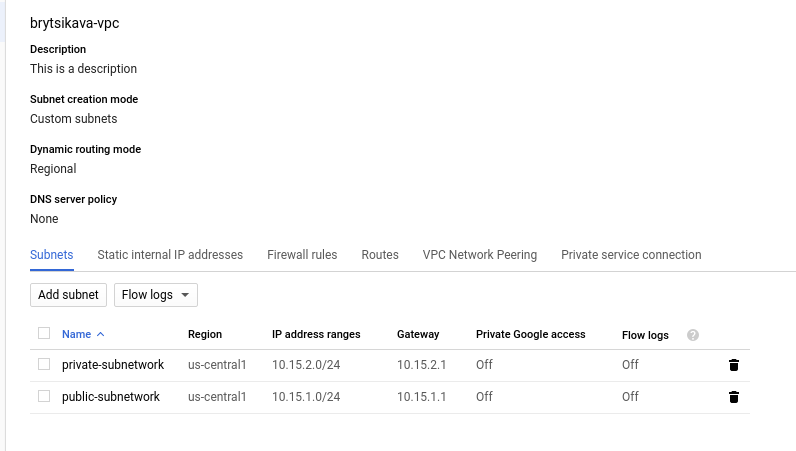 brytsikava-vpc
Description
This is a description
Subnet creation mode
Custom subnets
Dynamic routing mode
Regional
DNS server policy
None
Subnets Static internal IP addresses Firewall rules Routes VPC Network Peering Private service connection
Add subnet Flow logs
Name Region IP address ranges Gateway Private Google access Flow logs ?
private-subnetwork us-central1 10.15.2.0/24 10.15.2.1 Off Off
public-subnetwork us-central1 10.15.1.0/24 10.15.1.1 Off Off